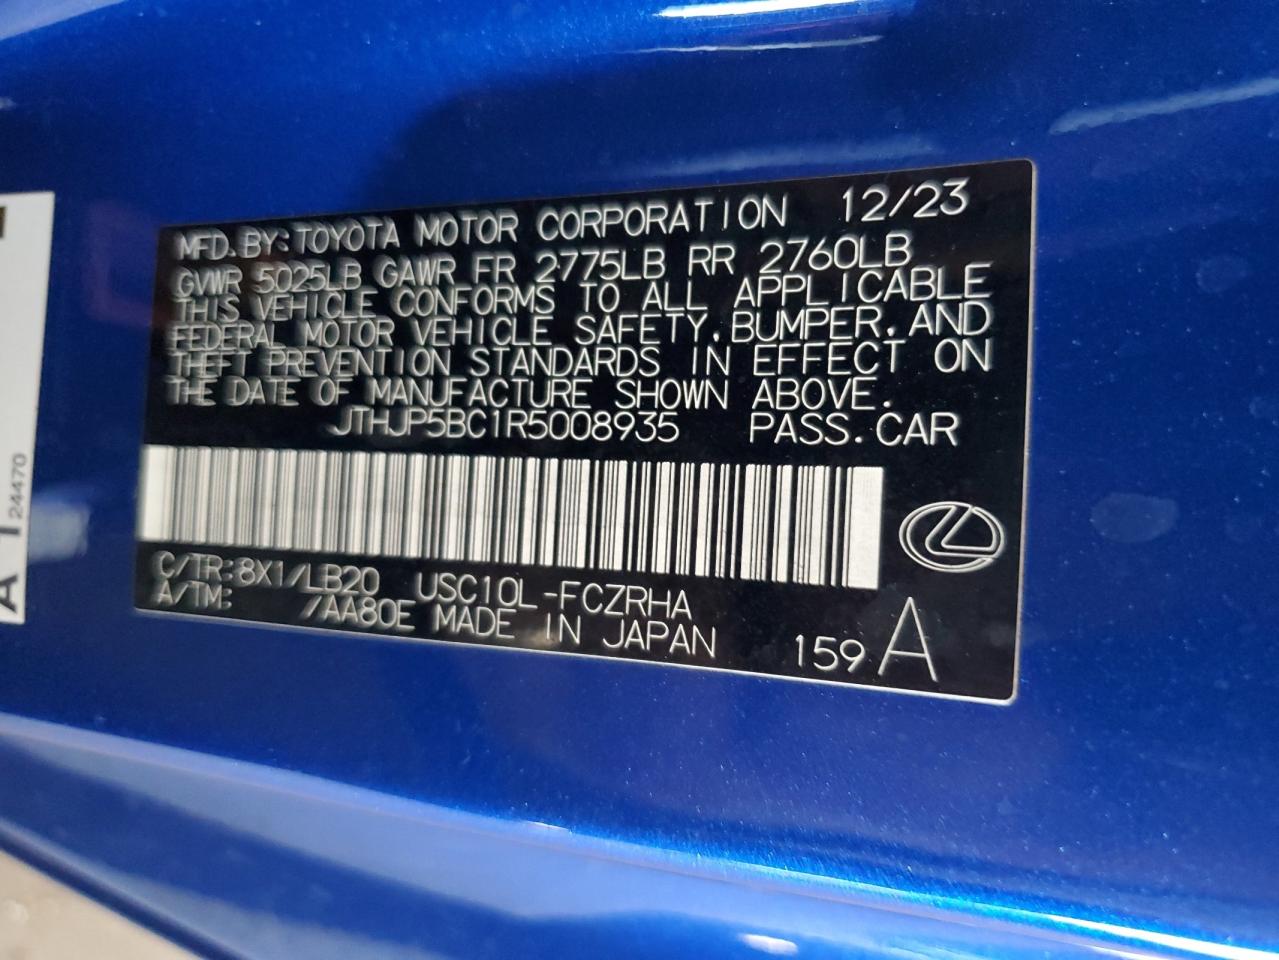 MFD.BY:TOYOTA MOTOR CORPORATION 12/23
GVWR 5025LB GAWR FR 2775LB RR 2760LB
THIS VEHICLE CONFORMS TO ALL APPLICABLE
FEDERAL MOTOR VEHICLE SAFETY,BUMPER,AND
THEFT PREVENTION STANDARDS IN EFFECT ON
THE DATE OF MANUFACTURE SHOWN ABOVE.
JTHJP5BC1R5008935 PASS.CAR
C/TR:8X1/LB20 USC10L-FCZRHA
A/TM: /AA80E MADE IN JAPAN
159 A
24470